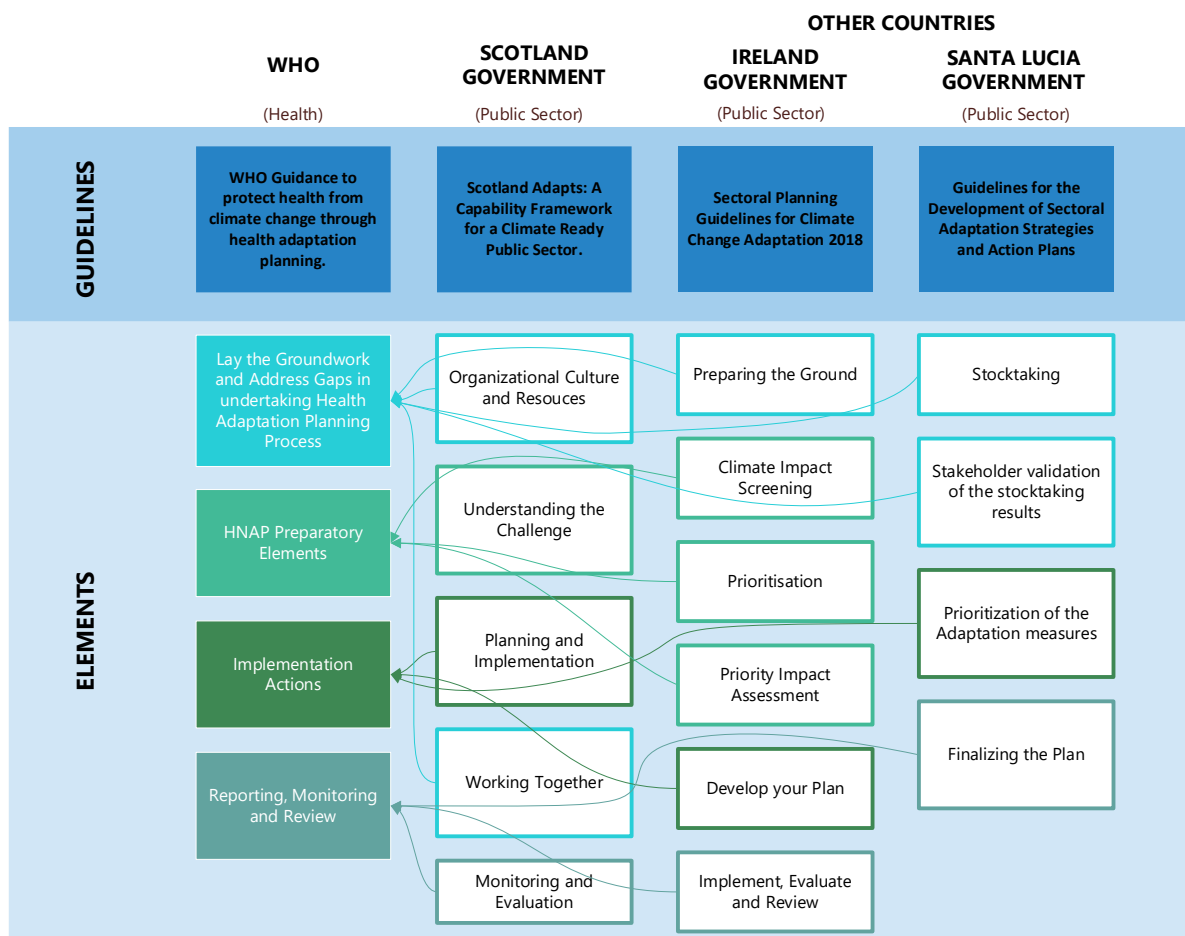 OTHER COUNTRIES
WHO
(Health)
SCOTLAND
GOVERNMENT
(Public Sector)
IRELAND
GOVERNMENT
(Public Sector)
SANTA LUCIA
GOVERNMENT
(Public Sector)
GUIDELINES
WHO Guidance to
protect health from
climate change through
health adaptation
planning.
Scotland Adapts: A
Capability Framework
for a Climate Ready
Public Sector.
Sectoral Planning
Guidelines for Climate
Change Adaptation 2018
Guidelines for the
Development of Sectoral
Adaptation Strategies
and Action Plans
ELEMENTS
Lay the Groundwork
and Address Gaps in
undertaking Health
Adaptation Planning
Process
HNAP Preparatory
Elements
Implementation
Actions
Reporting, Monitoring
and Review
Organizational Culture
and Resouces
Understanding the
Challenge
Planning and
Implementation
Working Together
Monitoring and
Evaluation
Preparing the Ground
Climate Impact
Screening
Prioritisation
Priority Impact
Assessment
Develop your Plan
Implement, Evaluate
and Review
Stocktaking
Stakeholder validation
of the stocktaking
results
Prioritization of the
Adaptation measures
Finalizing the Plan